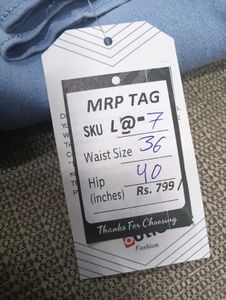 MRP TAG
SKU L@-7
Waist Size 36
Hip 40
(inches) Rs. 799/
Thanks For Choosing
Fashion